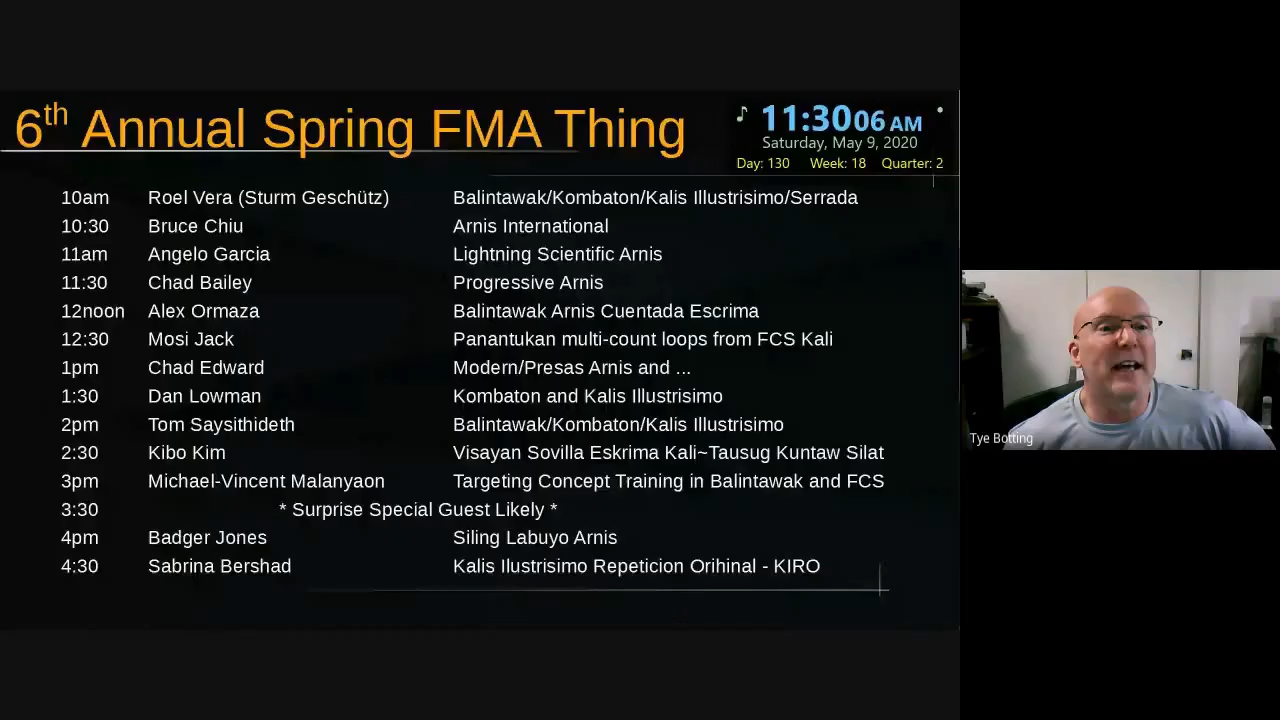 6th Annual Spring FMA Thing
11:30 06 AM
Saturday, May 9, 2020
Day: 130 Week: 18 Quarter: 2
10am Roel Vera (Sturm Geschütz) Balintawak/Kombaton/Kalis Illustrisimo/Serrada
10:30 Bruce Chiu Arnis International
11am Angelo Garcia Lightning Scientific Arnis
11:30 Chad Bailey Progressive Arnis
12noon Alex Ormaza Balintawak Arnis Cuentada Escrima
12:30 Mosi Jack Panantukan multi-count loops from FCS Kali
1pm Chad Edward Modern/Presas Arnis and ...
1:30 Dan Lowman Kombaton and Kalis Illustrisimo
2pm Tom Saysithideth Balintawak/Kombaton/Kalis Illustrisimo
2:30 Kibo Kim Visayan Sovilla Eskrima Kali~Tausug Kuntaw Silat
3pm Michael-Vincent Malanyaon Targeting Concept Training in Balintawak and FCS
3:30 * Surprise Special Guest Likely *
4pm Badger Jones Siling Labuyo Arnis
4:30 Sabrina Bershad Kalis Ilustrisimo Repeticion Orihinal - KIRO
Tye Botting